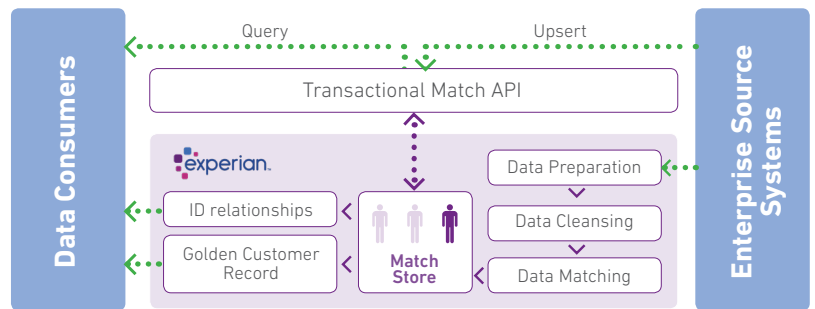 Data Consumers
Query
Upsert
Enterprise Source
Systems
Transactional Match API
experian™
Data Preparation
ID relationships
Data Cleansing
Golden Customer
Record
Match
Store
Data Matching